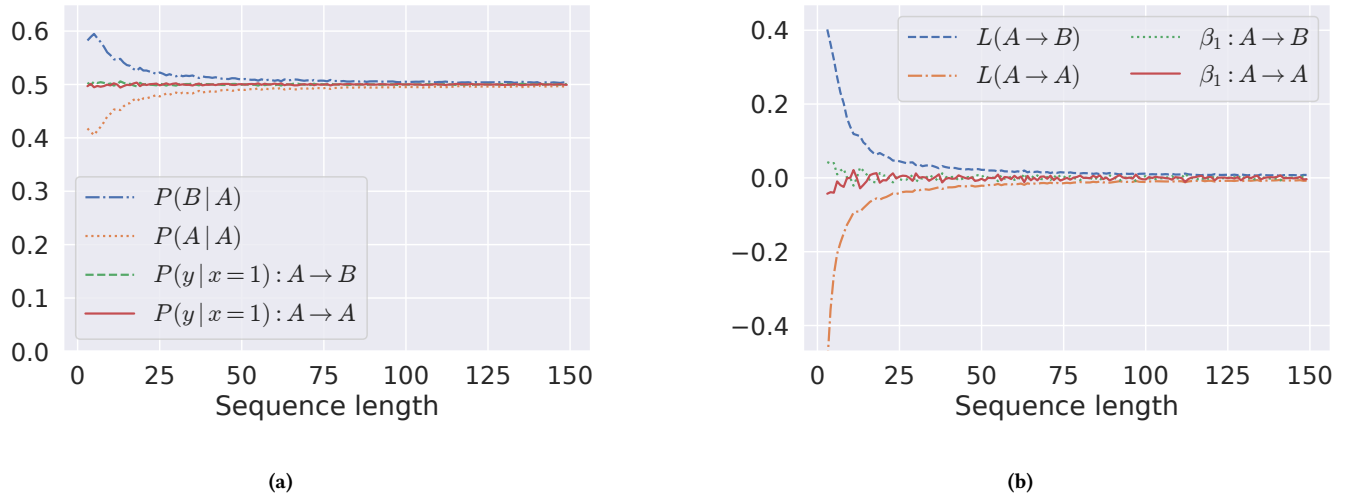 0.6
0.5
0.4
0.3
0.2
0.1
0.0
P(B | A)
P(A | A)
P(y | x = 1) : A → B
P(y | x = 1) : A → A
0 25 50 75 100 125 150
Sequence length
(a)
0.4
0.2
0.0
−0.2
−0.4
L(A → B) β₁ : A → B
L(A → A) β₁ : A → A
0 25 50 75 100 125 150
Sequence length
(b)